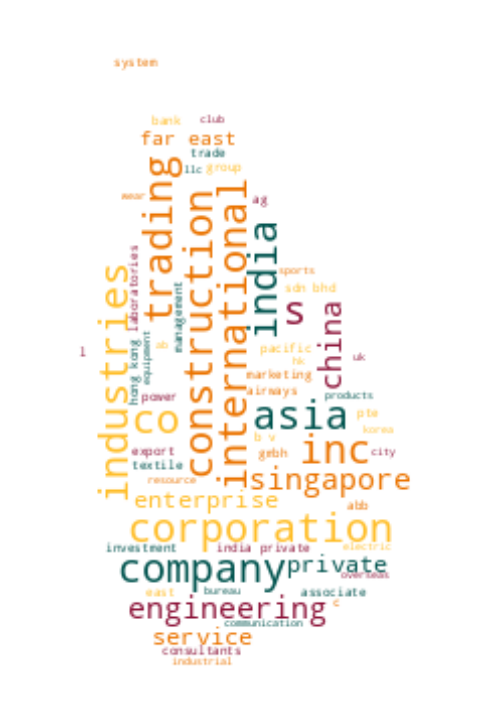 system
bank
club
far east
trade
llc
group
wear
ag
trading
construction
international
india
laboratories
industries
management
sports
sdn bhd
s
china
hong kong
equipment
pacific
hk
uk
l
marketing
airways
products
power
co
asia
pte
korea
b v
inc
export
gmbh
city
textile
resource
singapore
enterprise
abb
corporation
investment
india private
electric
company
private
overseas
east
bureau
associate
engineering
c
communication
service
consultants
industrial